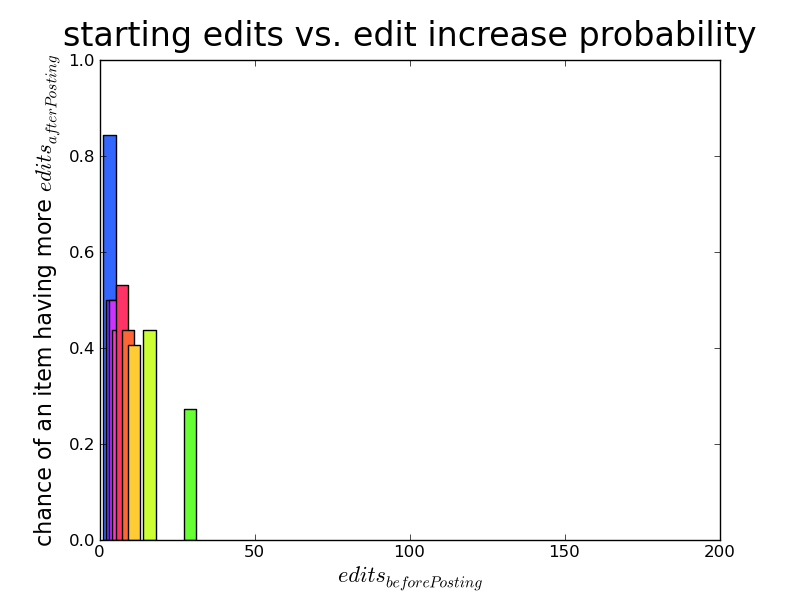 starting edits vs. edit increase probability
chance of an item having more edits_afterPosting
1.0
0.8
0.6
0.4
0.2
0.0
0 50 100 150 200
edits_beforePosting